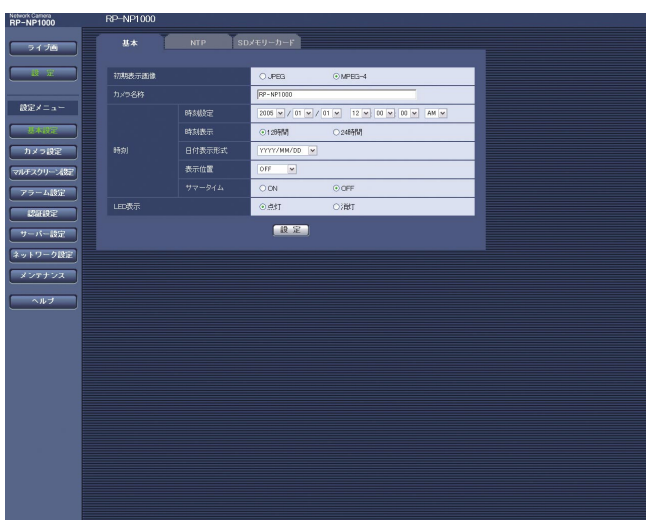 Network Camera
RP-NP1000
RP-NP1000
ライブ画
設 定
設定メニュー
基本設定
カメラ設定
マルチスクリーン設定
アラーム設定
認証設定
サーバー設定
ネットワーク設定
メンテナンス
ヘルプ
基本 NTP SDメモリーカード
初期表示画像 JPEG MPEG-4
カメラ名称 RP-NP1000
時刻
時刻設定 2005 / 01 / 01 12 00 00 AM
時刻表示 12時間 24時間
日付表示形式 YYYY/MM/DD
表示位置 OFF
サマータイム ON OFF
LED表示 点灯 消灯
設 定